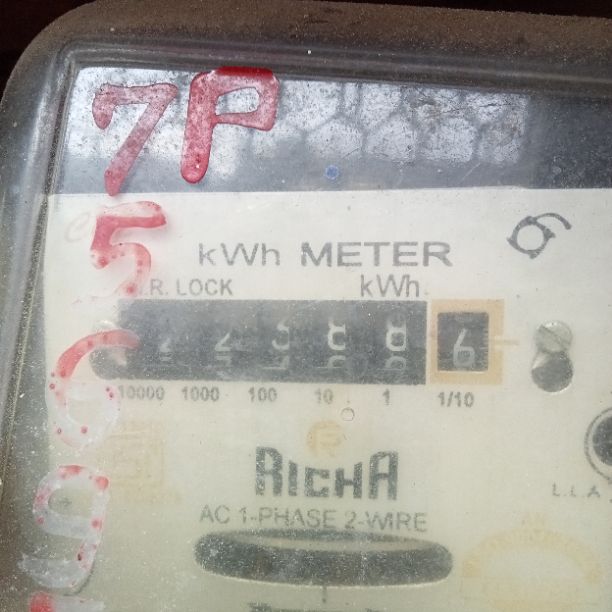 7P
5
6
9
kWh METER
.R. LOCK kWh
10000 1000 100 10 1 1/10
RICHA
AC 1-PHASE 2-WIRE
L.L.A